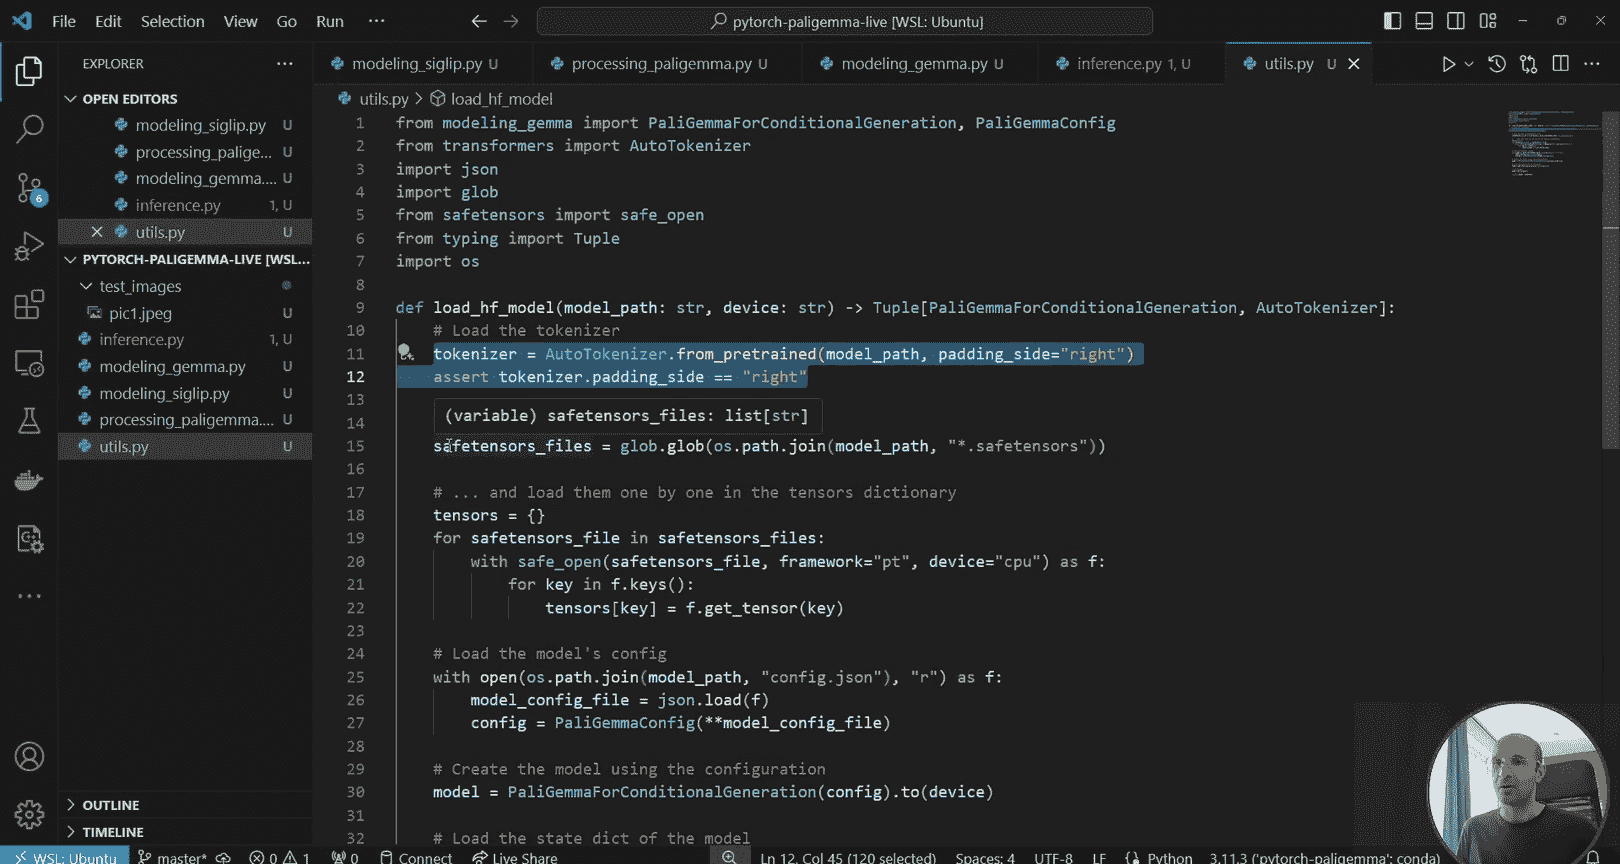 File Edit Selection View Go Run ··· pytorch-paligemma-live [WSL: Ubuntu]
EXPLORER ···
OPEN EDITORS
modeling_siglip.py U
processing_palige... U
modeling_gemma.... U
inference.py 1, U
utils.py U
PYTORCH-PALIGEMMA-LIVE [WSL...
test_images
pic1.jpeg U
inference.py 1, U
modeling_gemma.py U
modeling_siglip.py U
processing_paligemma.... U
utils.py U
OUTLINE
TIMELINE
6
modeling_siglip.py U processing_paligemma.py U modeling_gemma.py U inference.py 1, U utils.py U
utils.py > load_hf_model
1 from modeling_gemma import PaliGemmaForConditionalGeneration, PaliGemmaConfig
2 from transformers import AutoTokenizer
3 import json
4 import glob
5 from safetensors import safe_open
6 from typing import Tuple
7 import os
8
9 def load_hf_model(model_path: str, device: str) -> Tuple[PaliGemmaForConditionalGeneration, AutoTokenizer]:
10 # Load the tokenizer
11 tokenizer = AutoTokenizer.from_pretrained(model_path, padding_side="right")
12 assert tokenizer.padding_side == "right"
13
(variable) safetensors_files: list[str]
14
15 safetensors_files = glob.glob(os.path.join(model_path, "*.safetensors"))
16
17 # ... and load them one by one in the tensors dictionary
18 tensors = {}
19 for safetensors_file in safetensors_files:
20 with safe_open(safetensors_file, framework="pt", device="cpu") as f:
21 for key in f.keys():
22 tensors[key] = f.get_tensor(key)
23
24 # Load the model's config
25 with open(os.path.join(model_path, "config.json"), "r") as f:
26 model_config_file = json.load(f)
27 config = PaliGemmaConfig(**model_config_file)
28
29 # Create the model using the configuration
30 model = PaliGemmaForConditionalGeneration(config).to(device)
31
32 # Load the state dict of the model
WSL: Ubuntu master* 0 1 0 Connect Live Share Ln 12, Col 45 (120 selected) Spaces: 4 UTF-8 LF Python 3.11.3 ('pytorch-paligemma': conda)